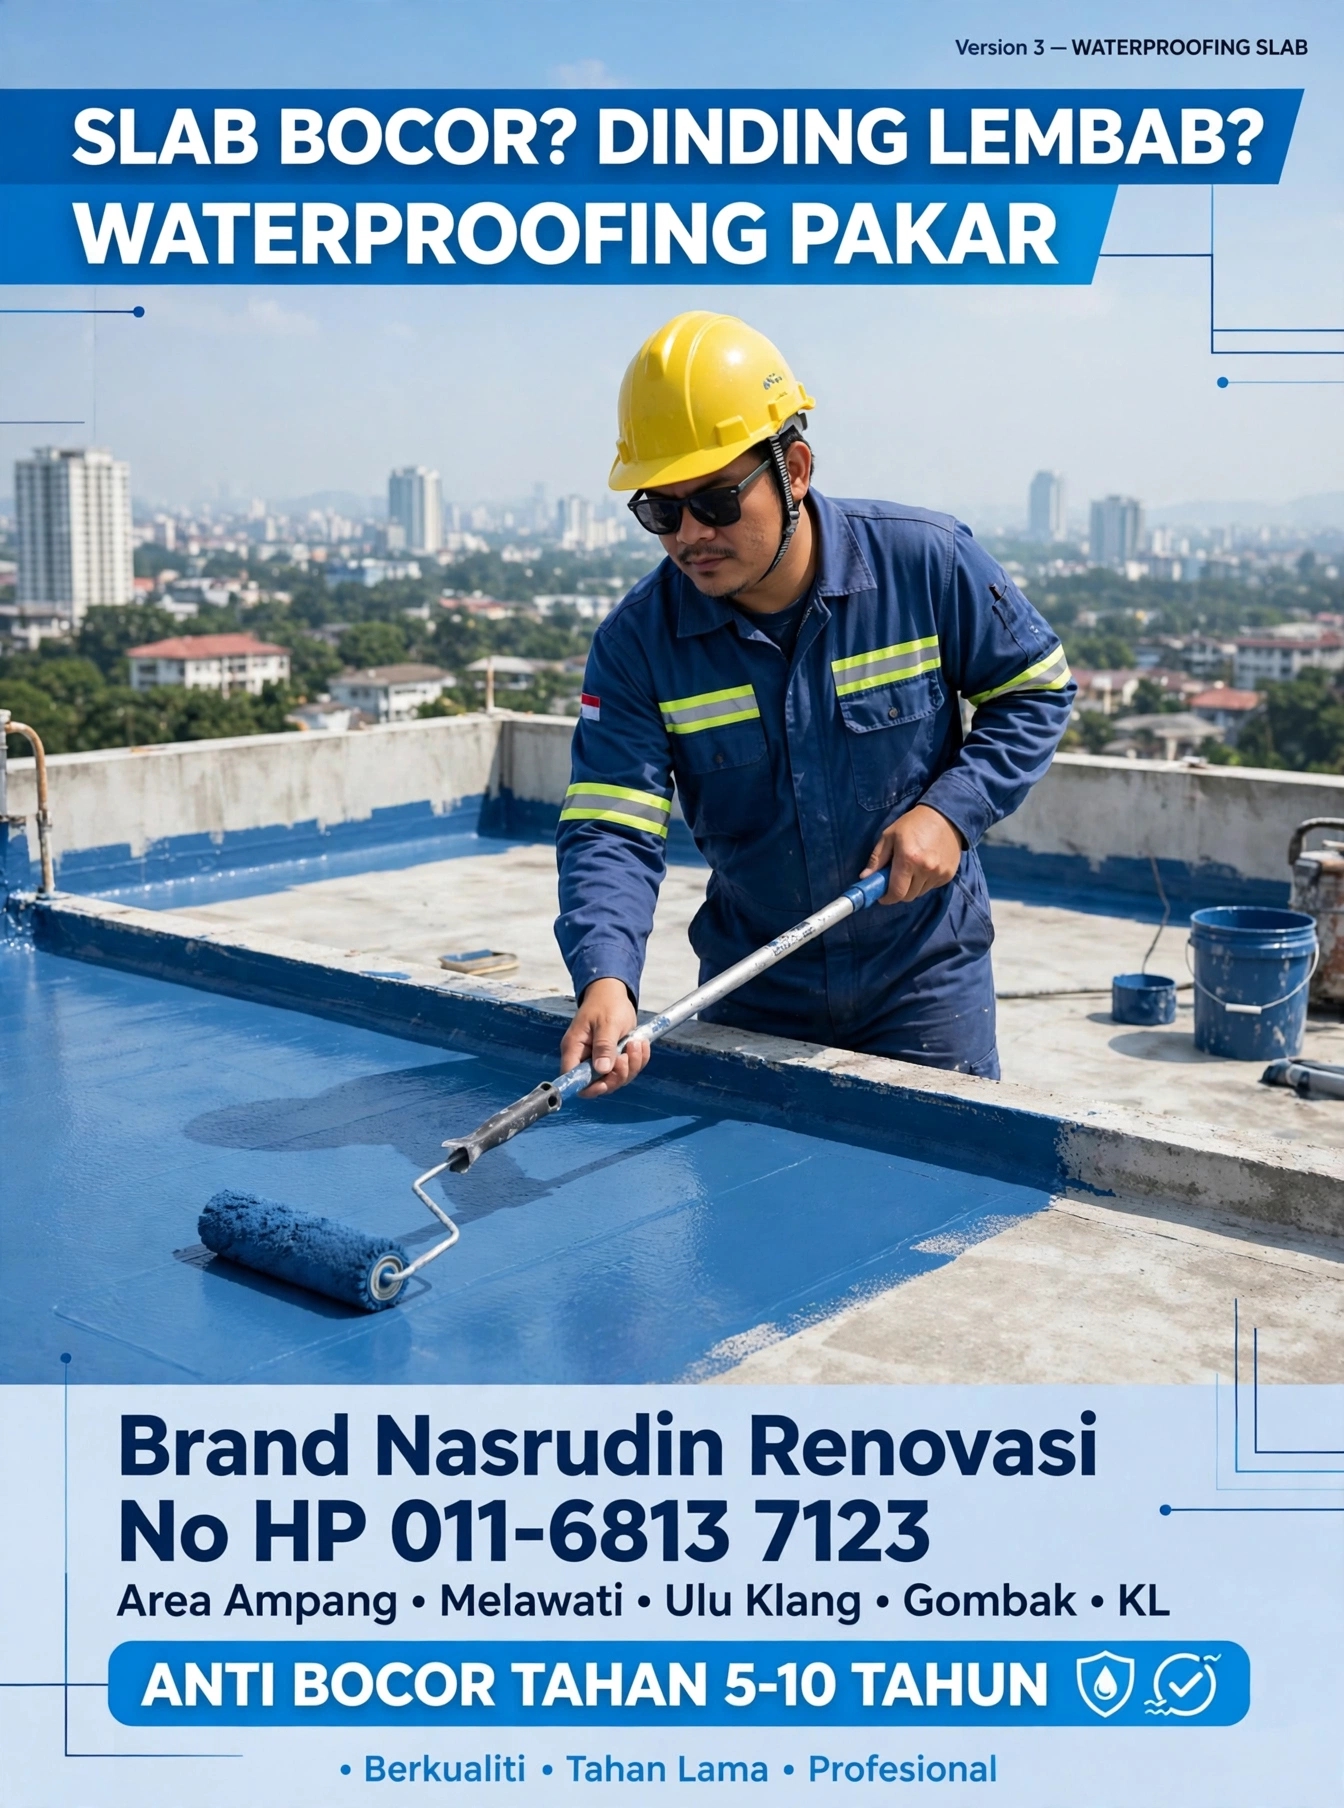 Version 3 — WATERPROOFING SLAB
SLAB BOCOR? DINDING LEMBAB?
WATERPROOFING PAKAR
Brand Nasrudin Renovasi
No HP 011-6813 7123
Area Ampang • Melawati • Ulu Klang • Gombak • KL
ANTI BOCOR TAHAN 5-10 TAHUN
• Berkualiti • Tahan Lama • Profesional